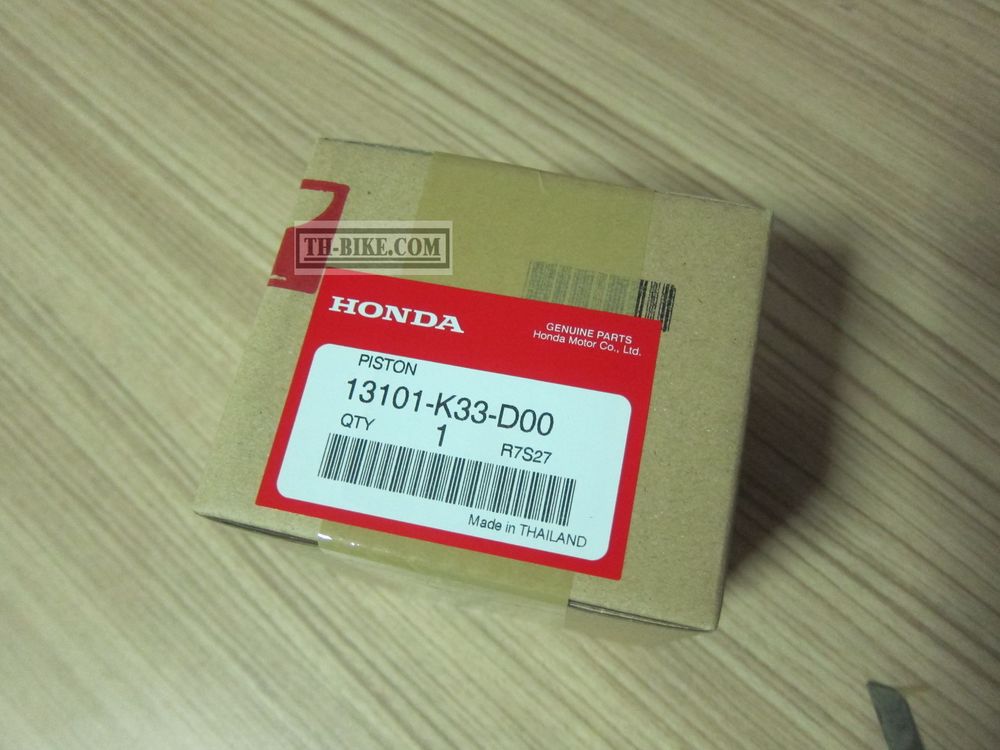 TH-BIKE.COM
HONDA
GENUINE PARTS
Honda Motor Co., Ltd.
PISTON
13101-K33-D00
QTY 1 R7S27
Made in THAILAND